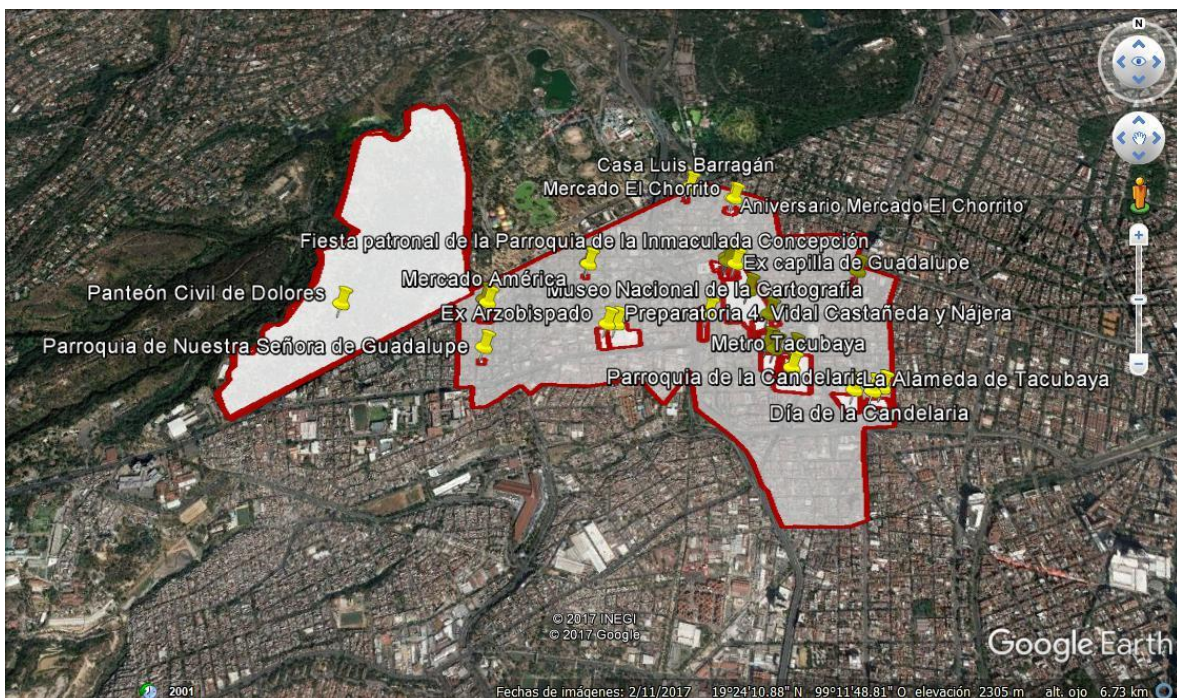 N
Casa Luis Barragán
Mercado El Chorrito
Aniversario Mercado El Chorrito
Fiesta patronal de la Parroquia de la Inmaculada Concepción
Ex capilla de Guadalupe
Mercado América
Museo Nacional de la Cartografía
Panteón Civil de Dolores
Ex Arzobispado
Preparatoria 4. Vidal Castañeda y Nájera
Parroquia de Nuestra Señora de Guadalupe
Metro Tacubaya
Parroquia de la Candelaria
La Alameda de Tacubaya
Día de la Candelaria
© 2017 INEGI
© 2017 Google
Google Earth
2001
Fechas de imágenes: 2/11/2017 19°24'10.88" N 99°11'48.81" O elevación 2305 m alt. ojo 6.73 km